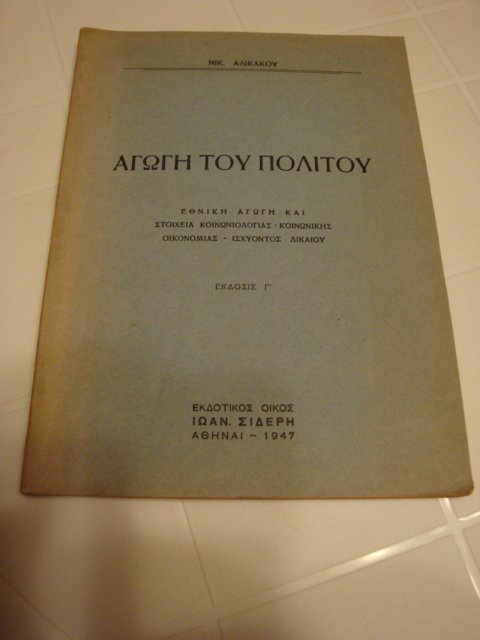 ΝΙΚ. ΑΛΙΚΑΚΟΥ
ΑΓΩΓΗ ΤΟΥ ΠΟΛΙΤΟΥ
ΕΘΝΙΚΗ ΑΓΩΓΗ ΚΑΙ
ΣΤΟΙΧΕΙΑ ΚΟΙΝΩΝΙΟΛΟΓΙΑΣ - ΚΟΙΝΩΝΙΚΗΣ
ΟΙΚΟΝΟΜΙΑΣ - ΙΣΧΥΟΝΤΟΣ ΔΙΚΑΙΟΥ
ΕΚΔΟΣΙΣ Γ'
ΕΚΔΟΤΙΚΟΣ ΟΙΚΟΣ
ΙΩΑΝ. ΣΙΔΕΡΗ
ΑΘΗΝΑΙ - 1947